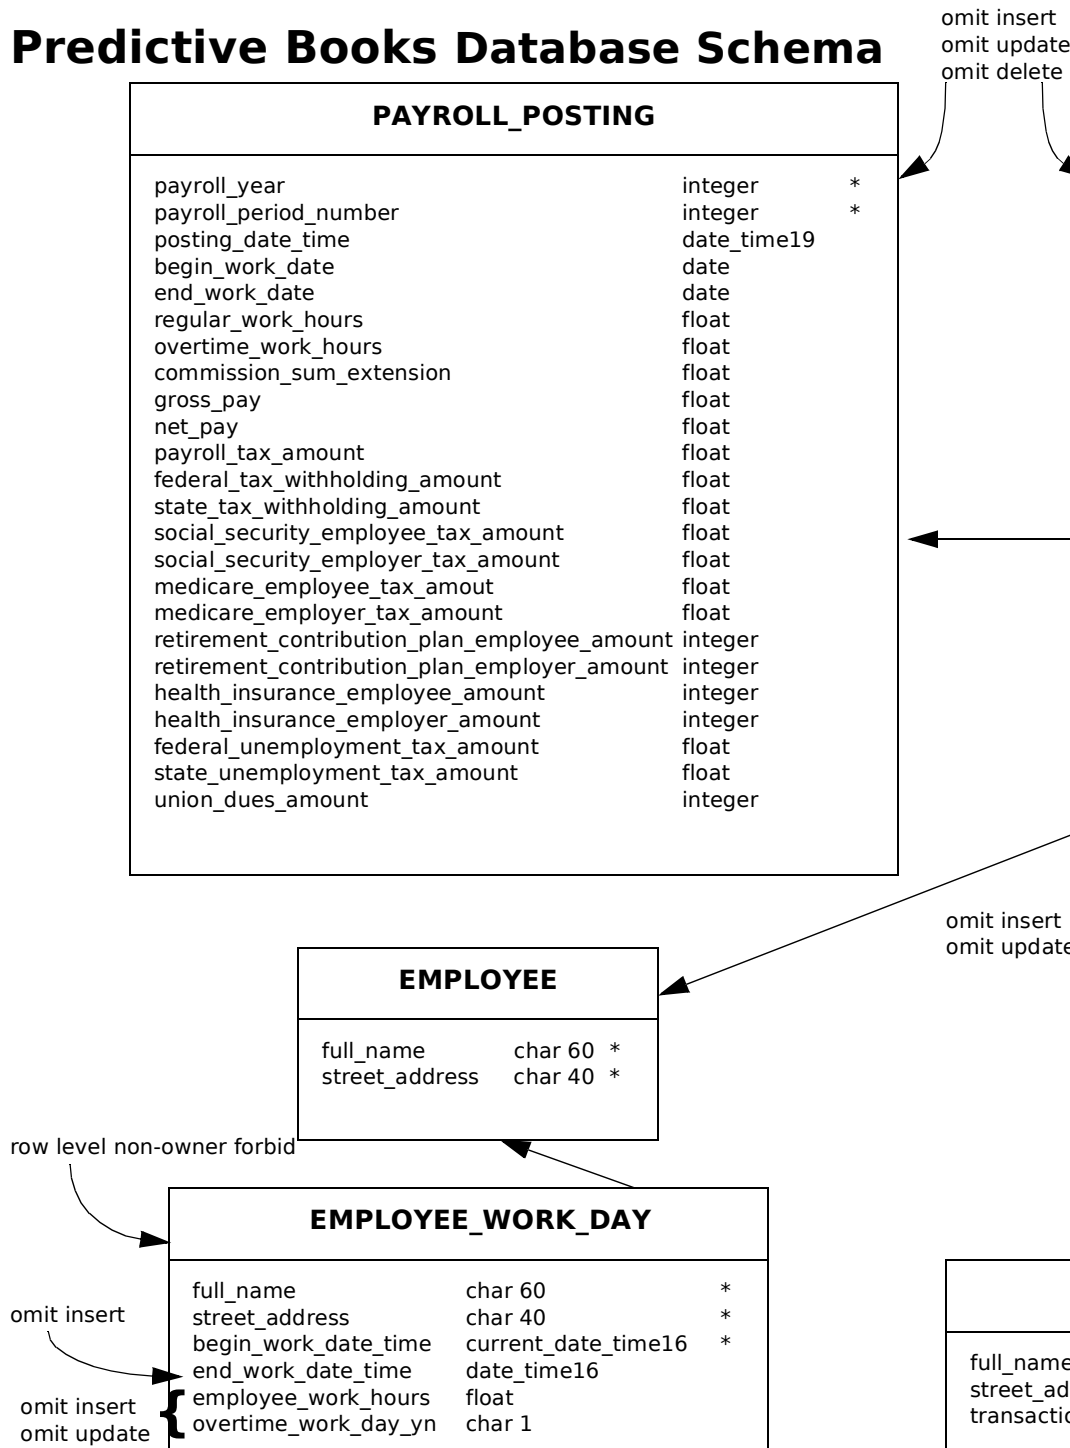 Predictive Books Database Schema
omit insert
omit update
omit delete
PAYROLL_POSTING
payroll_year integer *
payroll_period_number integer *
posting_date_time date_time19
begin_work_date date
end_work_date date
regular_work_hours float
overtime_work_hours float
commission_sum_extension float
gross_pay float
net_pay float
payroll_tax_amount float
federal_tax_withholding_amount float
state_tax_withholding_amount float
social_security_employee_tax_amount float
social_security_employer_tax_amount float
medicare_employee_tax_amout float
medicare_employer_tax_amount float
retirement_contribution_plan_employee_amount integer
retirement_contribution_plan_employer_amount integer
health_insurance_employee_amount integer
health_insurance_employer_amount integer
federal_unemployment_tax_amount float
state_unemployment_tax_amount float
union_dues_amount integer
omit insert
omit update
EMPLOYEE
full_name char 60 *
street_address char 40 *
row level non-owner forbid
EMPLOYEE_WORK_DAY
full_name char 60 *
street_address char 40 *
begin_work_date_time current_date_time16 *
end_work_date_time date_time16
employee_work_hours float
overtime_work_day_yn char 1
omit insert
omit insert
omit update
{
full_name
street_ad
transactio